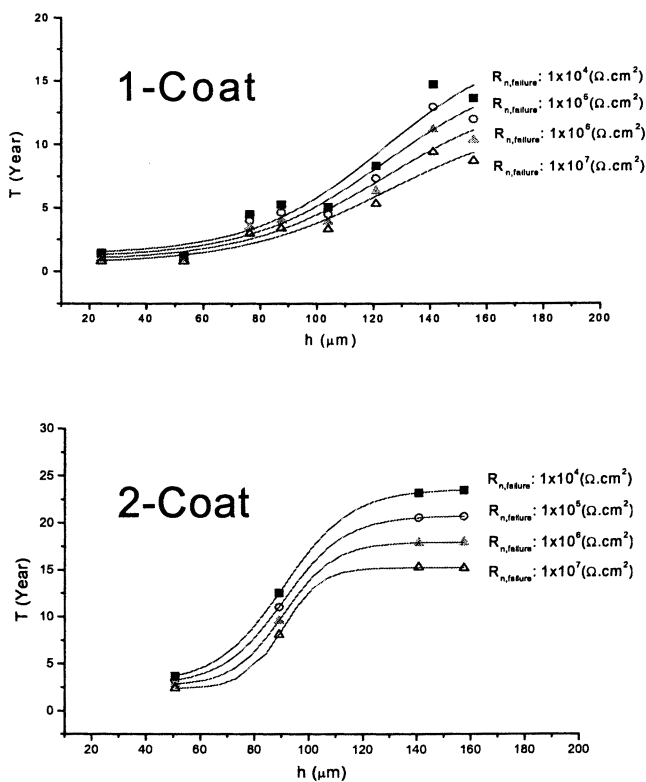 20
15
10
5
0
T (Year)
1-Coat
Rn,failure: 1x10⁴(Ω.cm²)
Rn,failure: 1x10⁵(Ω.cm²)
Rn,failure: 1x10⁶(Ω.cm²)
Rn,failure: 1x10⁷(Ω.cm²)
20 40 60 80 100 120 140 160 180 200
h (μm)
30
25
20
15
10
5
0
T (Year)
2-Coat
Rn,failure: 1x10⁴(Ω.cm²)
Rn,failure: 1x10⁵(Ω.cm²)
Rn,failure: 1x10⁶(Ω.cm²)
Rn,failure: 1x10⁷(Ω.cm²)
20 40 60 80 100 120 140 160 180 200
h (μm)